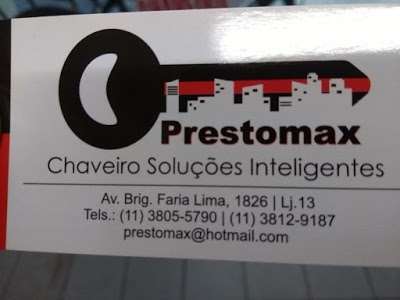 Prestomax
Chaveiro Soluções Inteligentes
Av. Brig. Faria Lima, 1826 | Lj.13
Tels.: (11) 3805-5790 | (11) 3812-9187
prestomax@hotmail.com